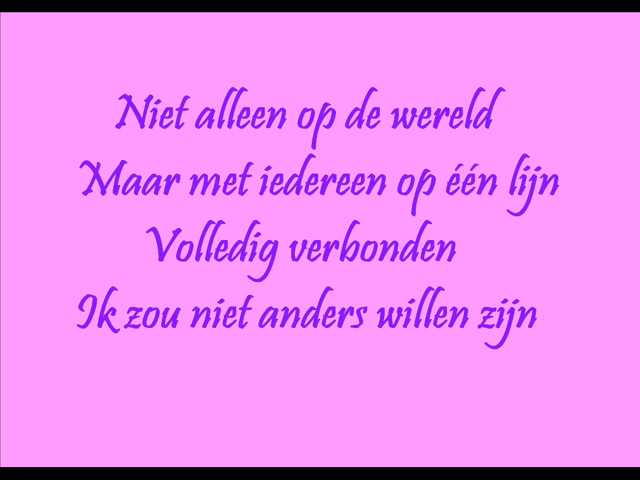 Niet alleen op de wereld
Maar met iedereen op één lijn
Volledig verbonden
Ik zou niet anders willen zijn